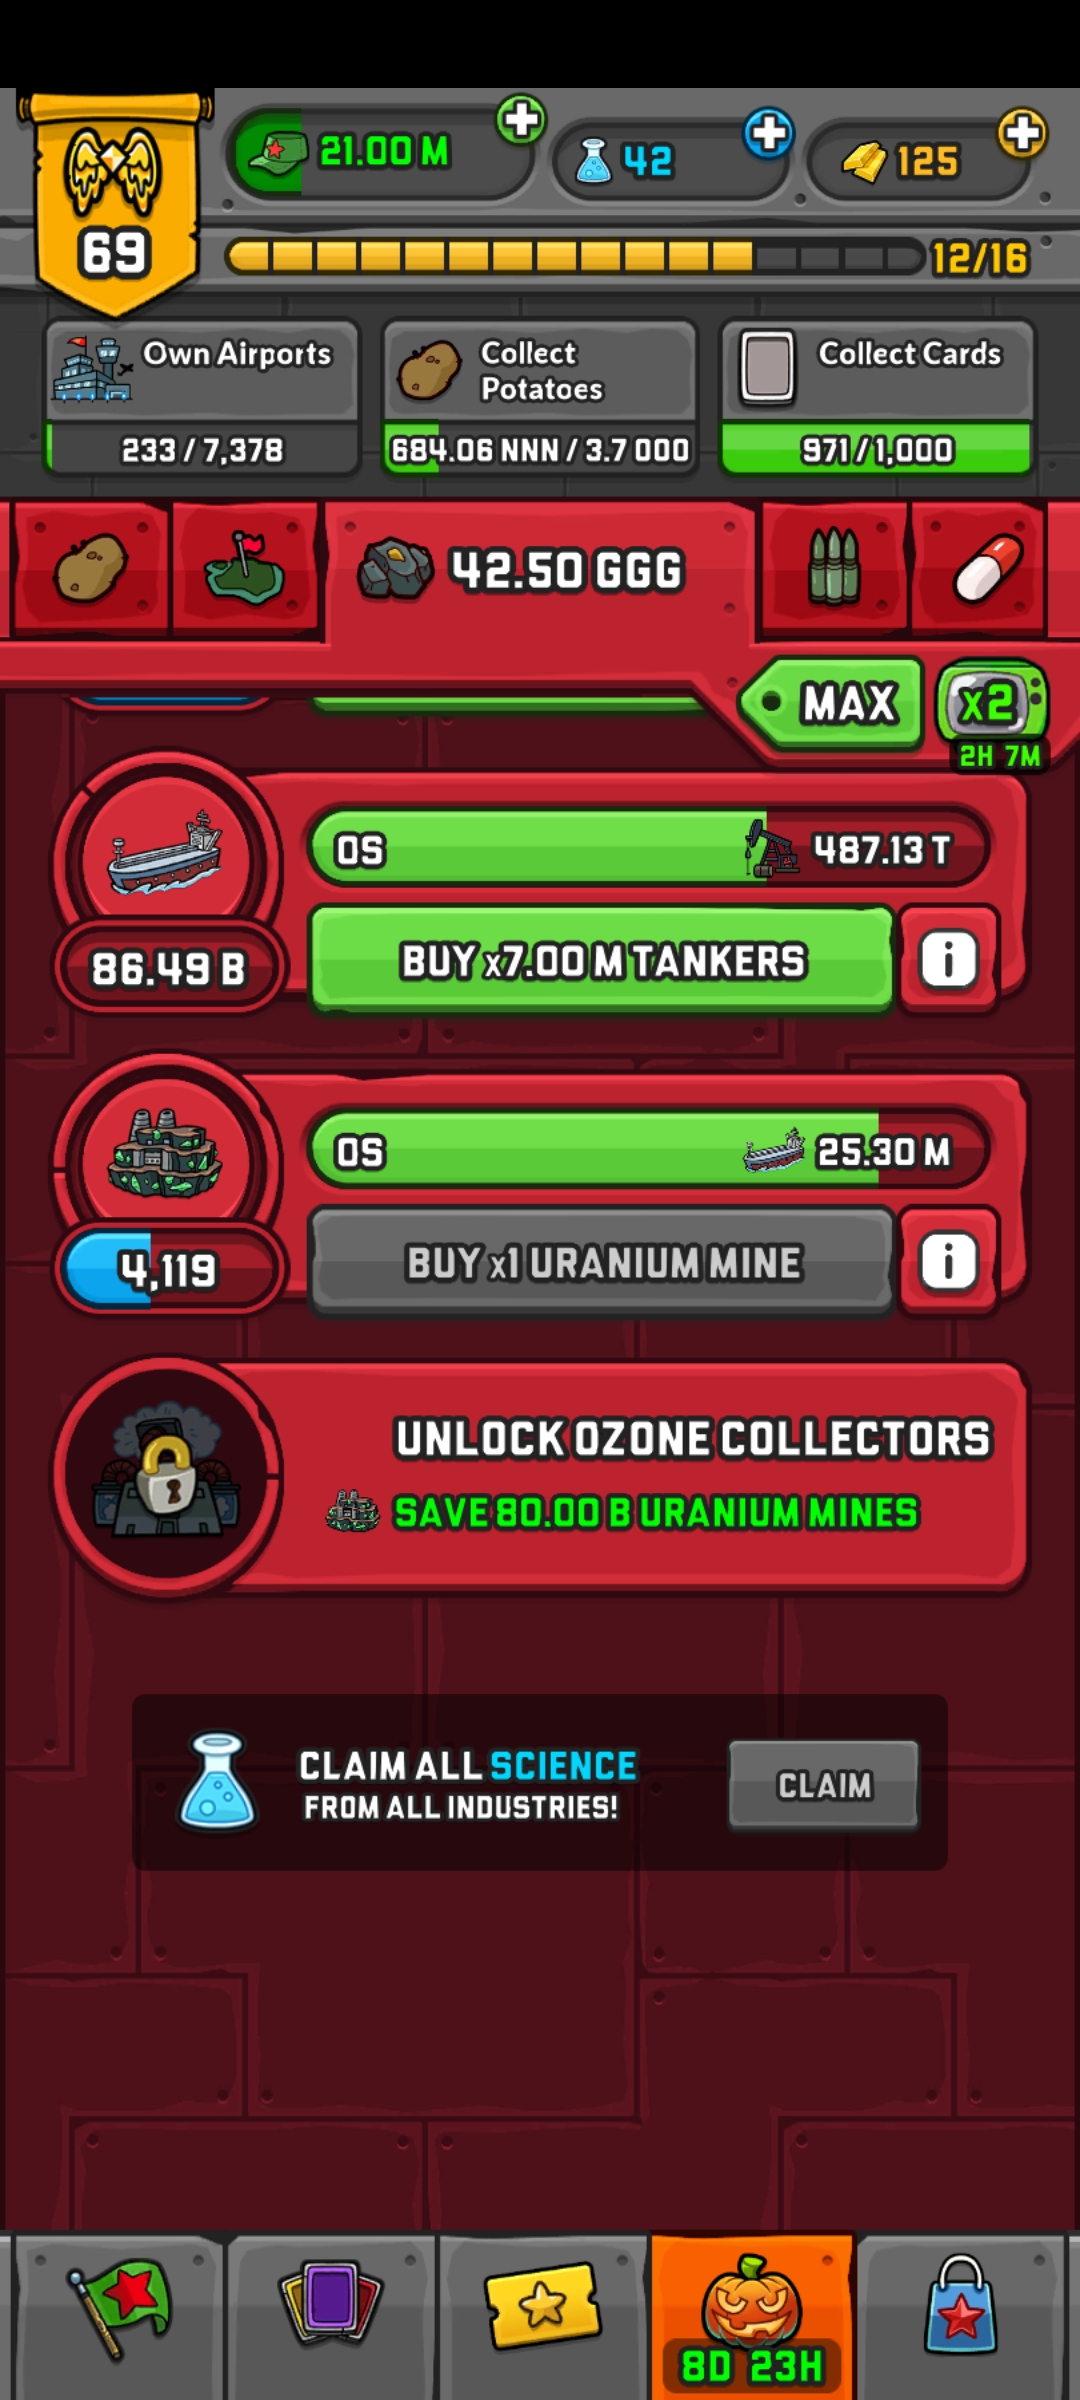 21.00 M
42
125
69
12/16
Own Airports
Collect
Potatoes
Collect Cards
233 / 7,378
684.06 NNN / 3.7 OOO
971 / 1,000
42.50 GGG
MAX
x2
2H 7M
0S
487.13 T
86.49 B
BUY x7.00 M TANKERS
i
0S
25.30 M
4,119
BUY x1 URANIUM MINE
i
UNLOCK OZONE COLLECTORS
SAVE 80.00 B URANIUM MINES
CLAIM ALL SCIENCE
FROM ALL INDUSTRIES!
CLAIM
8D 23H